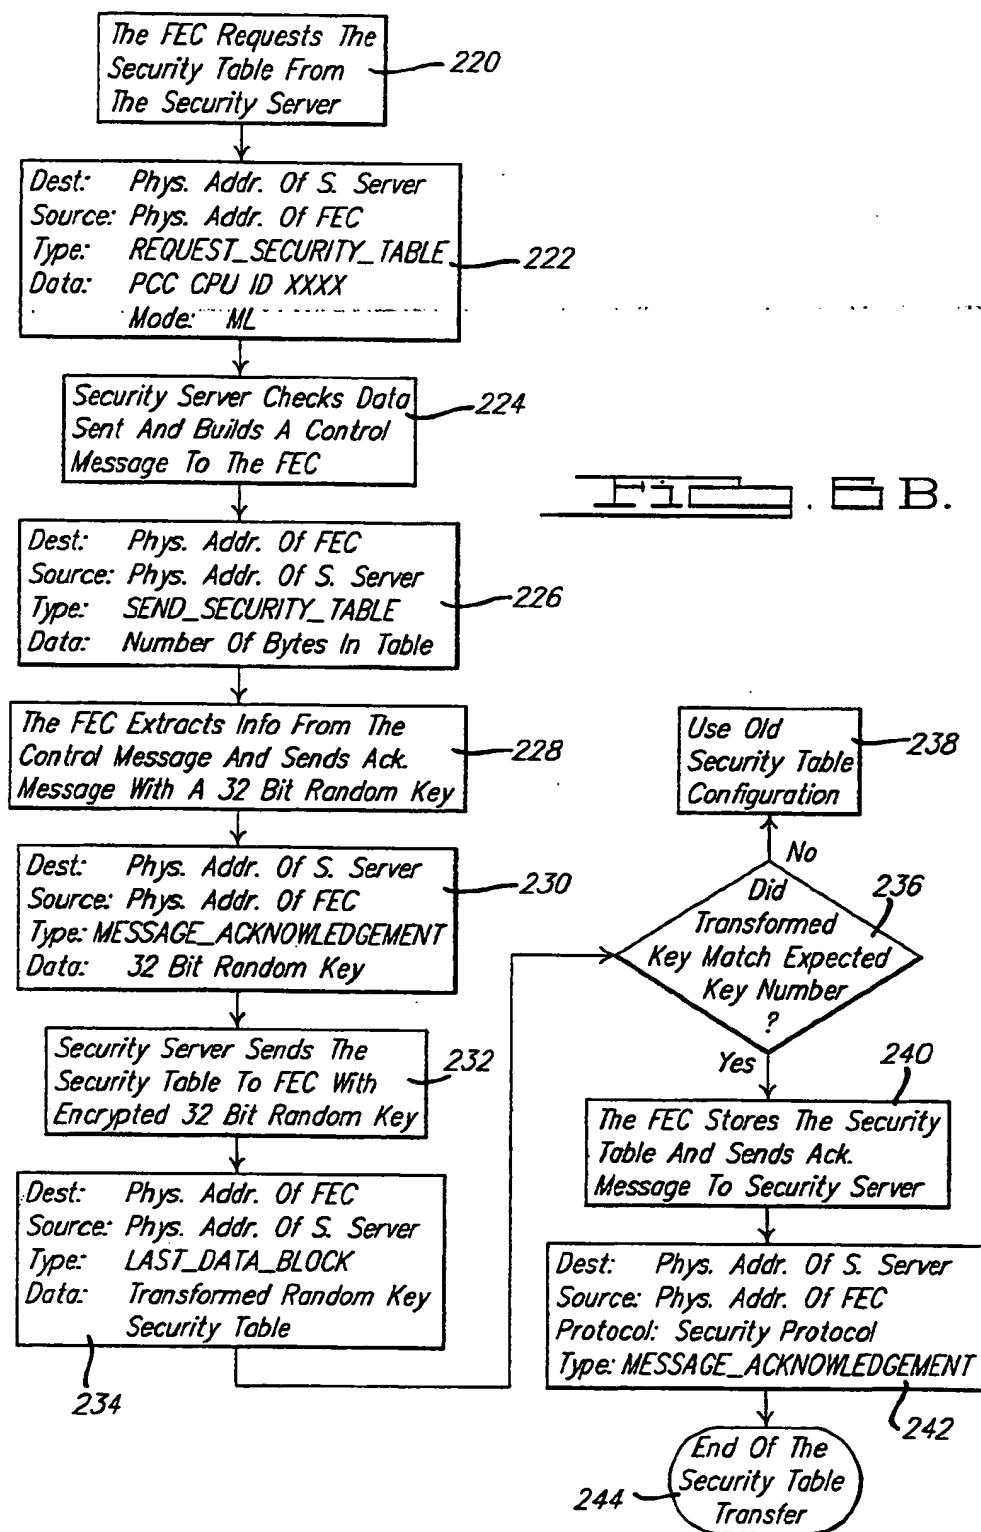 The FEC Requests The
Security Table From
The Security Server
220
Dest: Phys. Addr. Of S. Server
Source: Phys. Addr. Of FEC
Type: REQUEST_SECURITY_TABLE
Data: PCC CPU ID XXXX
Mode: ML
222
Security Server Checks Data
Sent And Builds A Control
Message To The FEC
224
Dest: Phys. Addr. Of FEC
Source: Phys. Addr. Of S. Server
Type: SEND_SECURITY_TABLE
Data: Number Of Bytes In Table
226
The FEC Extracts Info From The
Control Message And Sends Ack.
Message With A 32 Bit Random Key
228
Dest: Phys. Addr. Of S. Server
Source: Phys. Addr. Of FEC
Type: MESSAGE_ACKNOWLEDGEMENT
Data: 32 Bit Random Key
230
Security Server Sends The
Security Table To FEC With
Encrypted 32 Bit Random Key
232
Dest: Phys. Addr. Of FEC
Source: Phys. Addr. Of S. Server
Type: LAST_DATA_BLOCK
Data: Transformed Random Key
Security Table
234
Fig. 6B.
Use Old
Security Table
Configuration
238
No
Did
Transformed
Key Match Expected
Key Number
?
236
Yes
240
The FEC Stores The Security
Table And Sends Ack.
Message To Security Server
Dest: Phys. Addr. Of S. Server
Source: Phys. Addr. Of FEC
Protocol: Security Protocol
Type: MESSAGE_ACKNOWLEDGEMENT
242
End Of The
Security Table
Transfer
244